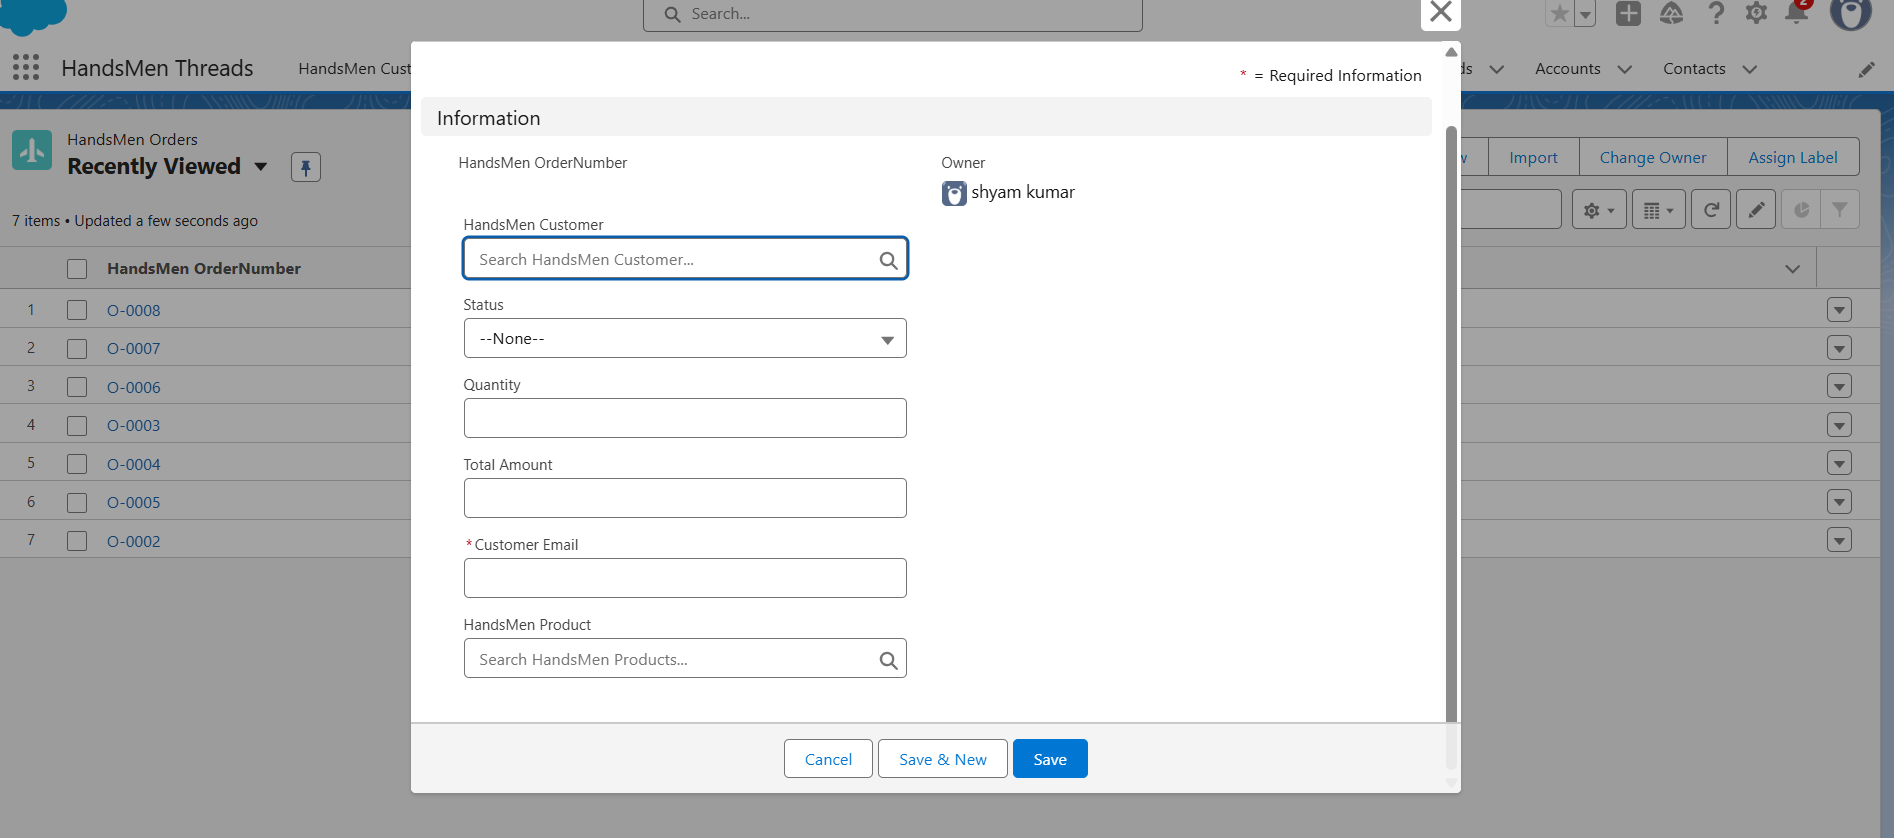 Search...
2
HandsMen Threads
HandsMen Cust
Accounts
Contacts
* = Required Information
Information
HandsMen Orders
Recently Viewed
Import
Change Owner
Assign Label
7 items • Updated a few seconds ago
HandsMen OrderNumber
1 O-0008
2 O-0007
3 O-0006
4 O-0003
5 O-0004
6 O-0005
7 O-0002
HandsMen OrderNumber
Owner
shyam kumar
HandsMen Customer
Search HandsMen Customer...
Status
--None--
Quantity
Total Amount
*Customer Email
HandsMen Product
Search HandsMen Products...
Cancel
Save & New
Save